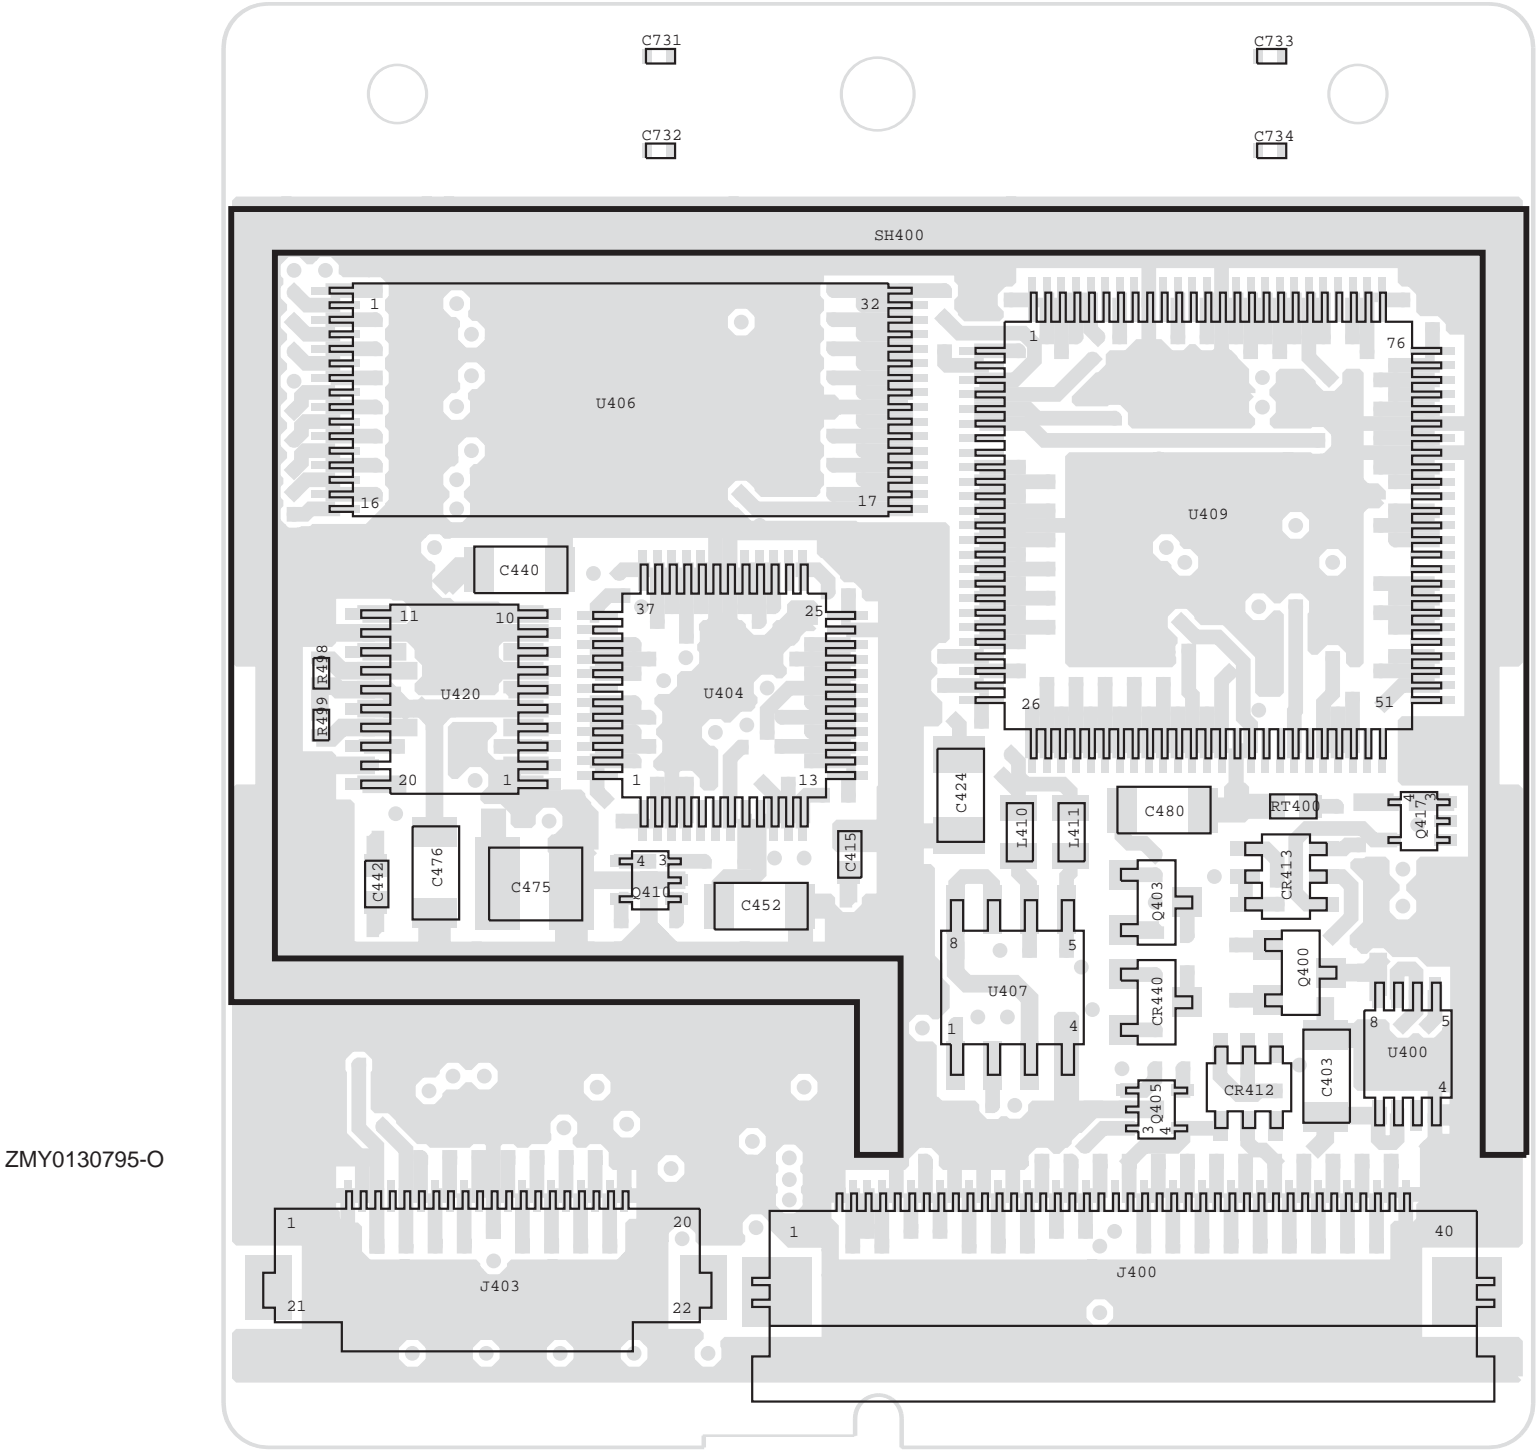 C731
C733
C732
C734
SH400
1
32
1
76
U406
16
17
U409
C440
37
25
11
10
R498
U404
U420
26
51
R499
20
1
1
13
C424
C480
RT400
4
3
Q417
L410
L411
C415
4
3
C442
C476
C475
Q410
C452
Q403
CR413
8
5
Q400
U407
CR440
1
4
8
5
U400
C403
4
CR412
Q405
3
4
ZMY0130795-O
1
20
1
40
J403
J400
21
22